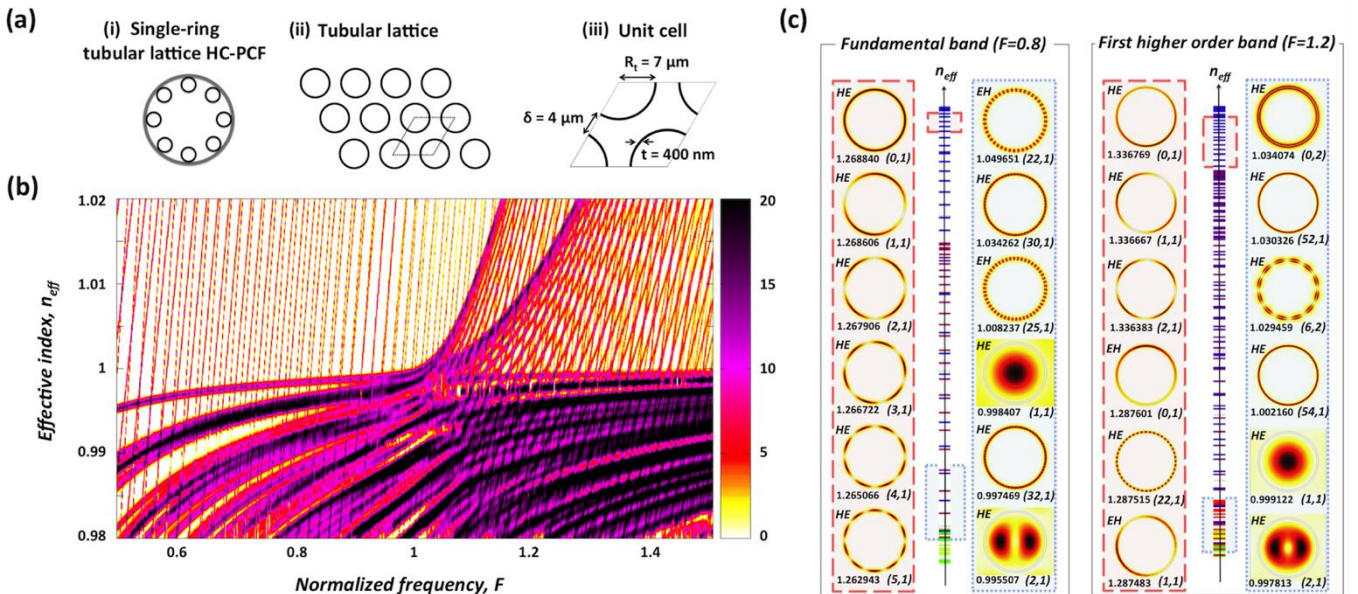 (a)
(i) Single-ring
tubular lattice HC-PCF
(ii) Tubular lattice
(iii) Unit cell
Rt = 7 μm
δ = 4 μm
t = 400 nm
(b)
Effective index, neff
1.02
1.01
1
0.99
0.98
0.6
0.8
1
1.2
1.4
Normalized frequency, F
20
15
10
5
0
(c)
Fundamental band (F=0.8)
neff
HE
1.268840 (0,1)
HE
1.268606 (1,1)
HE
1.267906 (2,1)
HE
1.266722 (3,1)
HE
1.265066 (4,1)
HE
1.262943 (5,1)
EH
1.049651 (22,1)
HE
1.034262 (30,1)
EH
1.008237 (25,1)
HE
0.998407 (1,1)
HE
0.997469 (32,1)
HE
0.995507 (2,1)
First higher order band (F=1.2)
neff
HE
1.336769 (0,1)
HE
1.336667 (1,1)
HE
1.336383 (2,1)
EH
1.287601 (0,1)
HE
1.287515 (22,1)
EH
1.287483 (1,1)
HE
1.034074 (0,2)
HE
1.030326 (52,1)
HE
1.029459 (6,2)
HE
1.002160 (54,1)
HE
0.999122 (1,1)
HE
0.997813 (2,1)